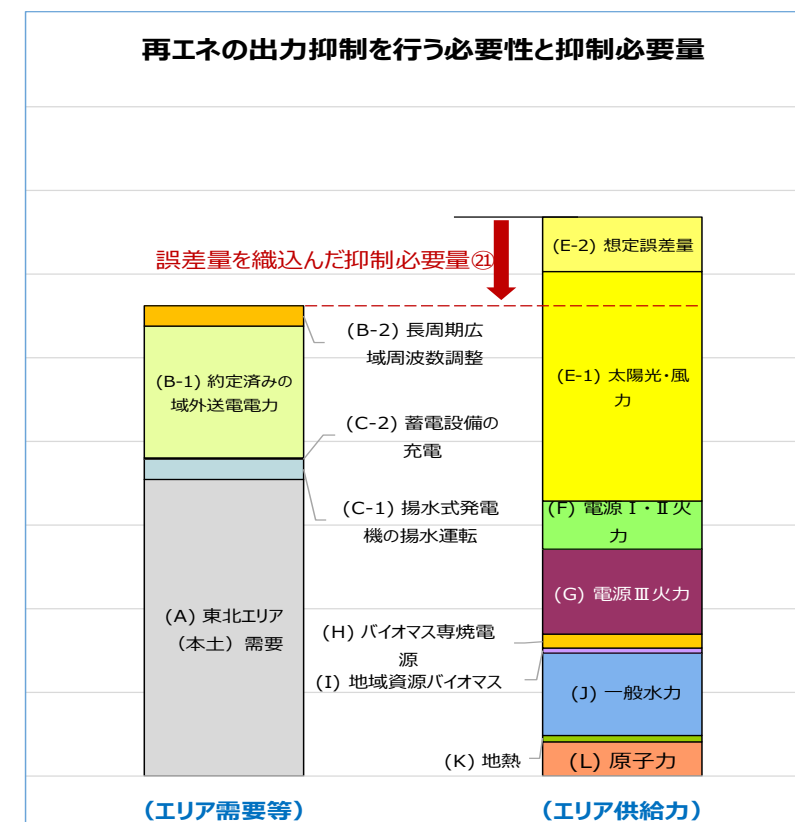 再エネの出力抑制を行う必要性と抑制必要量
誤差量を織込んだ抑制必要量㉑
(B-2) 長周期広
域周波数調整
(B-1) 約定済みの
域外送電電力
(C-2) 蓄電設備の
充電
(C-1) 揚水式発電
機の揚水運転
(A) 東北エリア
（本土）需要
(E-2) 想定誤差量
(E-1) 太陽光・風
力
(F) 電源Ⅰ・Ⅱ火
力
(G) 電源Ⅲ火力
(H) バイオマス専焼電
源
(I) 地域資源バイオマス
(J) 一般水力
(K) 地熱
(L) 原子力
（エリア需要等）
（エリア供給力）